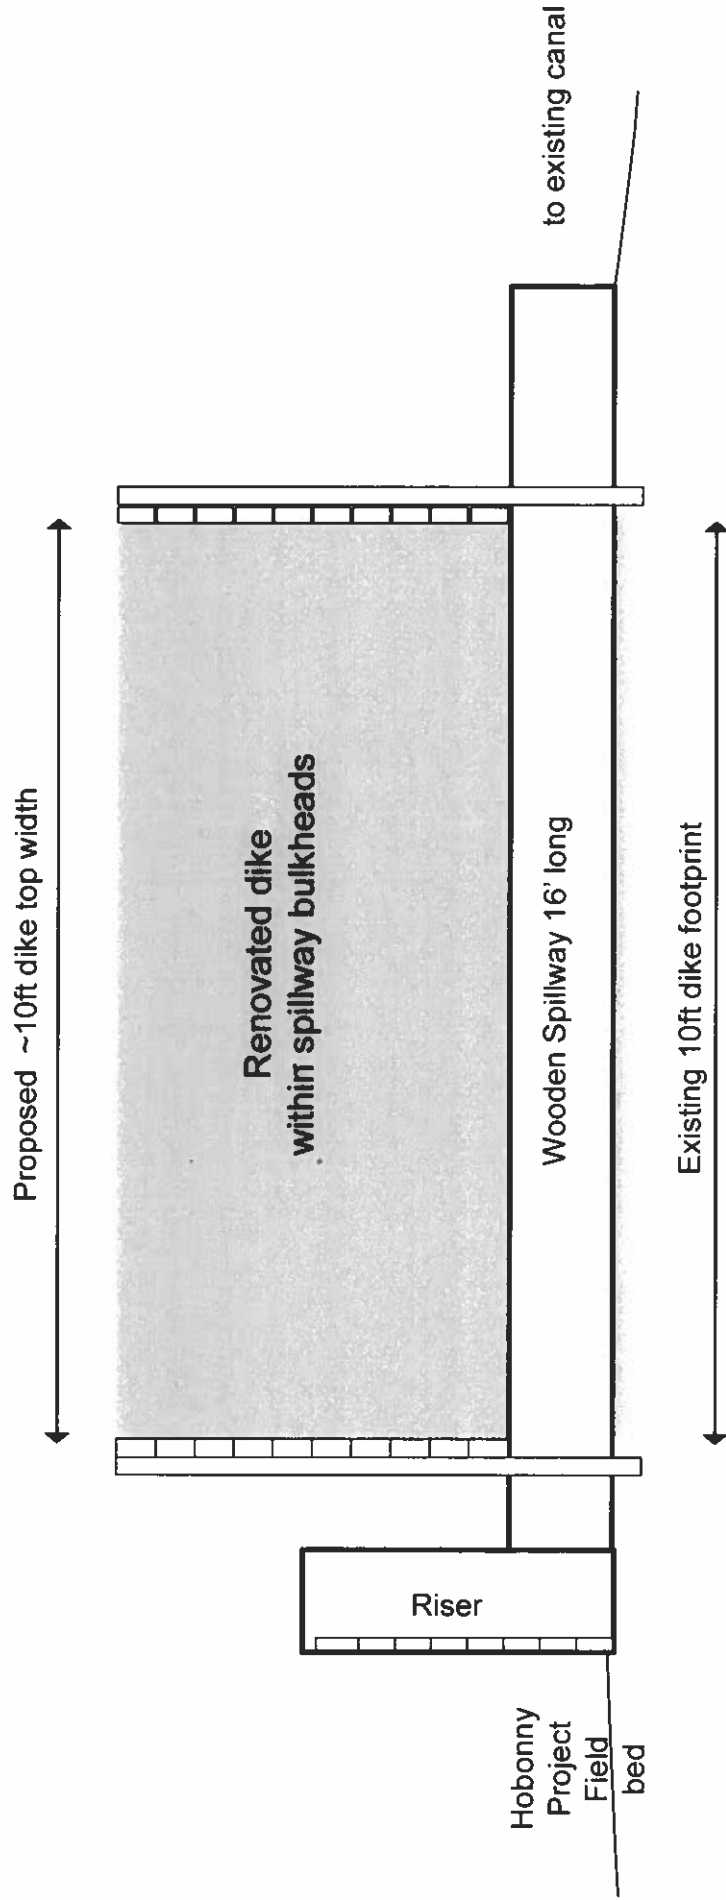 Proposed ~10ft dike top width
Renovated dike
within spillway bulkheads
Wooden Spillway 16' long
Existing 10ft dike footprint
Riser
Hobonny
Project
Field
bed
to existing canal